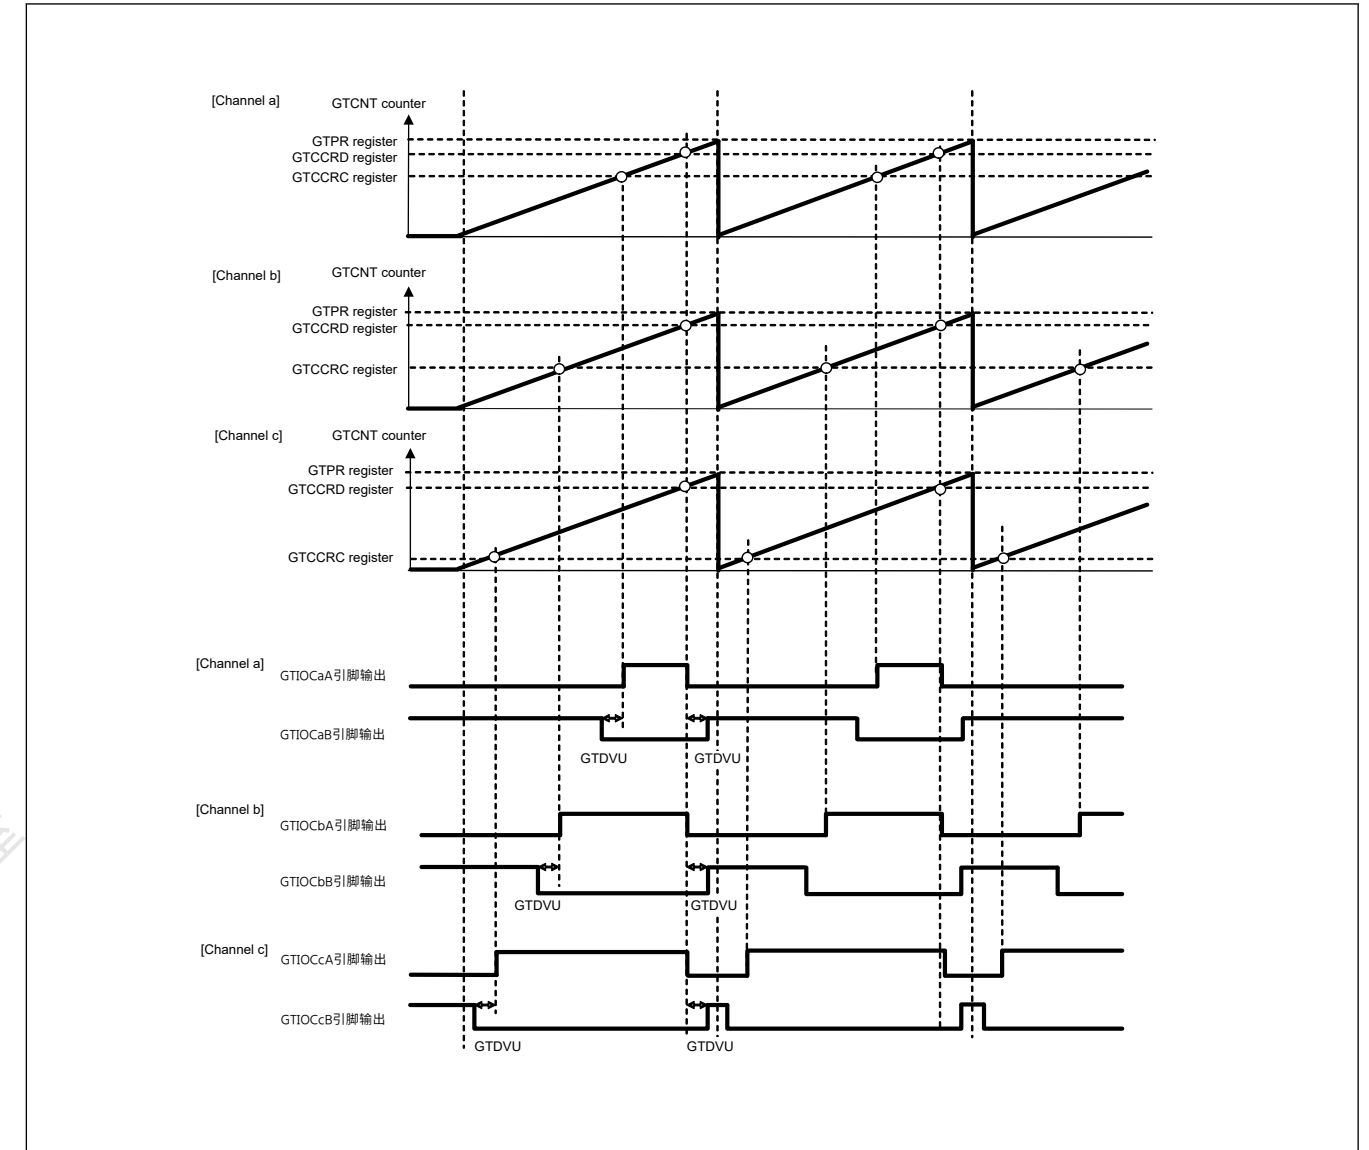 [Channel a] GTCNT counter
GTPR register
GTCCRD register
GTCCRC register
[Channel b] GTCNT counter
GTPR register
GTCCRD register
GTCCRC register
[Channel c] GTCNT counter
GTPR register
GTCCRD register
GTCCRC register
[Channel a]
GTIOCaA引脚输出
GTIOCaB引脚输出
GTDVU GTDVU
[Channel b]
GTIOCbA引脚输出
GTIOCbB引脚输出
GTDVU GTDVU
[Channel c]
GTIOCcA引脚输出
GTIOCcB引脚输出
GTDVU GTDVU